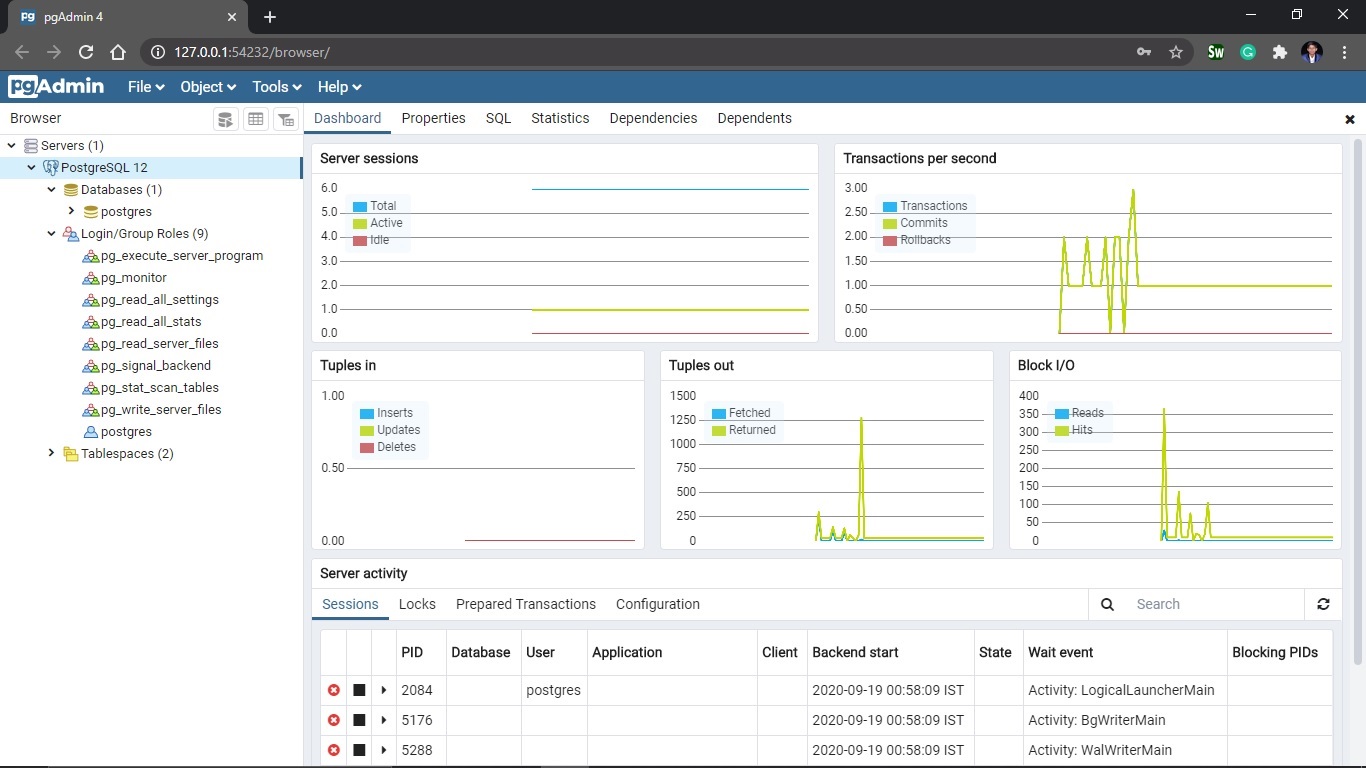 pgAdmin 4
127.0.0.1:54232/browser/
pgAdmin File Object Tools Help
Browser
Dashboard Properties SQL Statistics Dependencies Dependents
Servers (1)
PostgreSQL 12
Databases (1)
postgres
Login/Group Roles (9)
pg_execute_server_program
pg_monitor
pg_read_all_settings
pg_read_all_stats
pg_read_server_files
pg_signal_backend
pg_stat_scan_tables
pg_write_server_files
postgres
Tablespaces (2)
Server sessions
6.0
5.0
4.0
3.0
2.0
1.0
0.0
Total
Active
Idle
Transactions per second
3.00
2.50
2.00
1.50
1.00
0.50
0.00
Transactions
Commits
Rollbacks
Tuples in
1.00
0.50
0.00
Inserts
Updates
Deletes
Tuples out
1500
1250
1000
750
500
250
0
Fetched
Returned
Block I/O
400
350
300
250
200
150
100
50
0
Reads
Hits
Server activity
Sessions Locks Prepared Transactions Configuration Search
PID Database User Application Client Backend start State Wait event Blocking PIDs
2084 postgres 2020-09-19 00:58:09 IST Activity: LogicalLauncherMain
5176 2020-09-19 00:58:09 IST Activity: BgWriterMain
5288 2020-09-19 00:58:09 IST Activity: WalWriterMain